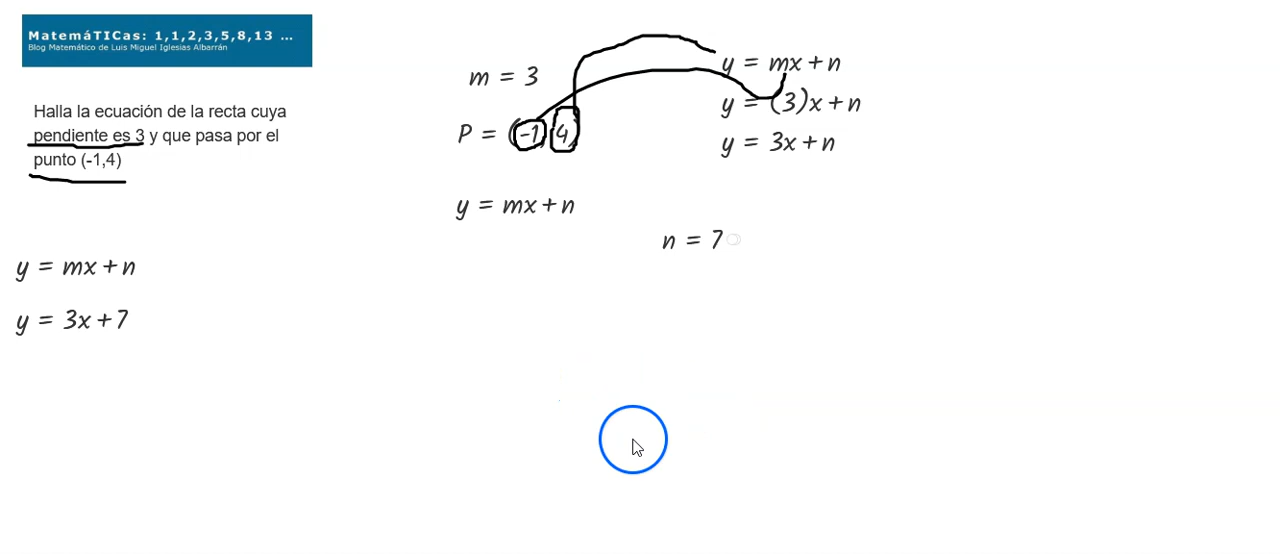 MatemáTICas: 1,1,2,3,5,8,13 ...
Blog Matemático de Luis Miguel Iglesias Albarrán
Halla la ecuación de la recta cuya
pendiente es 3 y que pasa por el
punto (-1,4)
y = mx + n
y = 3x + 7
m = 3
P = (-1, 4)
y = mx + n
y = mx + n
y = (3)x + n
y = 3x + n
n = 7